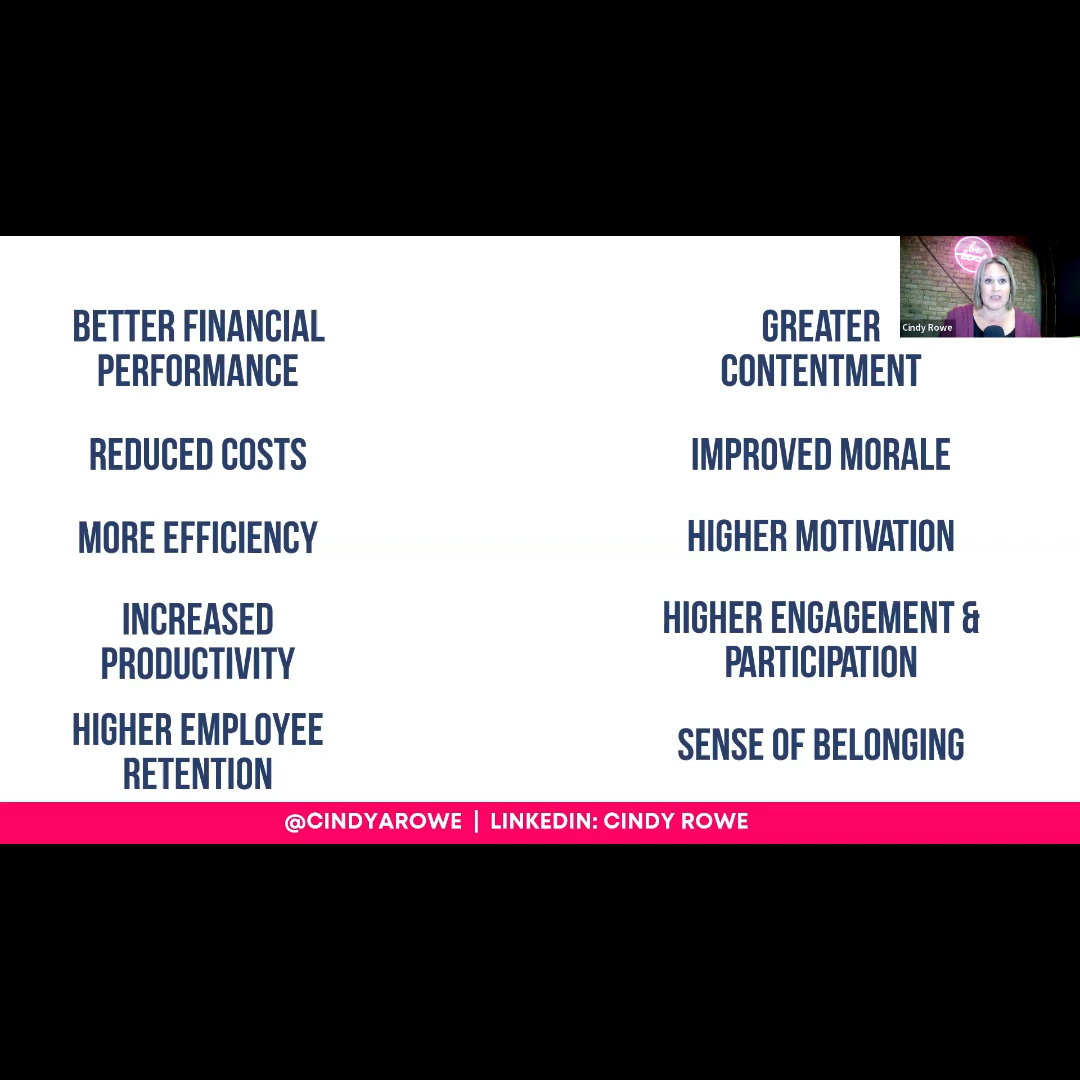 BETTER FINANCIAL
PERFORMANCE
REDUCED COSTS
MORE EFFICIENCY
INCREASED
PRODUCTIVITY
HIGHER EMPLOYEE
RETENTION
GREATER
CONTENTMENT
IMPROVED MORALE
HIGHER MOTIVATION
HIGHER ENGAGEMENT &
PARTICIPATION
SENSE OF BELONGING
be
Cindy Rowe
@CINDYAROWE | LINKEDIN: CINDY ROWE